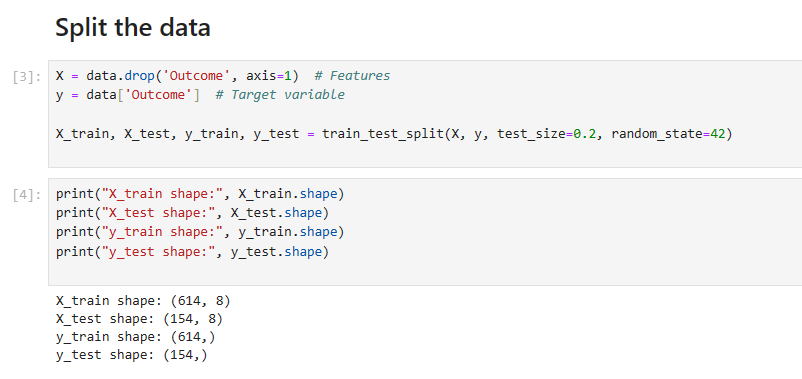 Split the data
[3]: X = data.drop('Outcome', axis=1)  # Features
y = data['Outcome']  # Target variable
X_train, X_test, y_train, y_test = train_test_split(X, y, test_size=0.2, random_state=42)
[4]: print("X_train shape:", X_train.shape)
print("X_test shape:", X_test.shape)
print("y_train shape:", y_train.shape)
print("y_test shape:", y_test.shape)
X_train shape: (614, 8)
X_test shape: (154, 8)
y_train shape: (614,)
y_test shape: (154,)